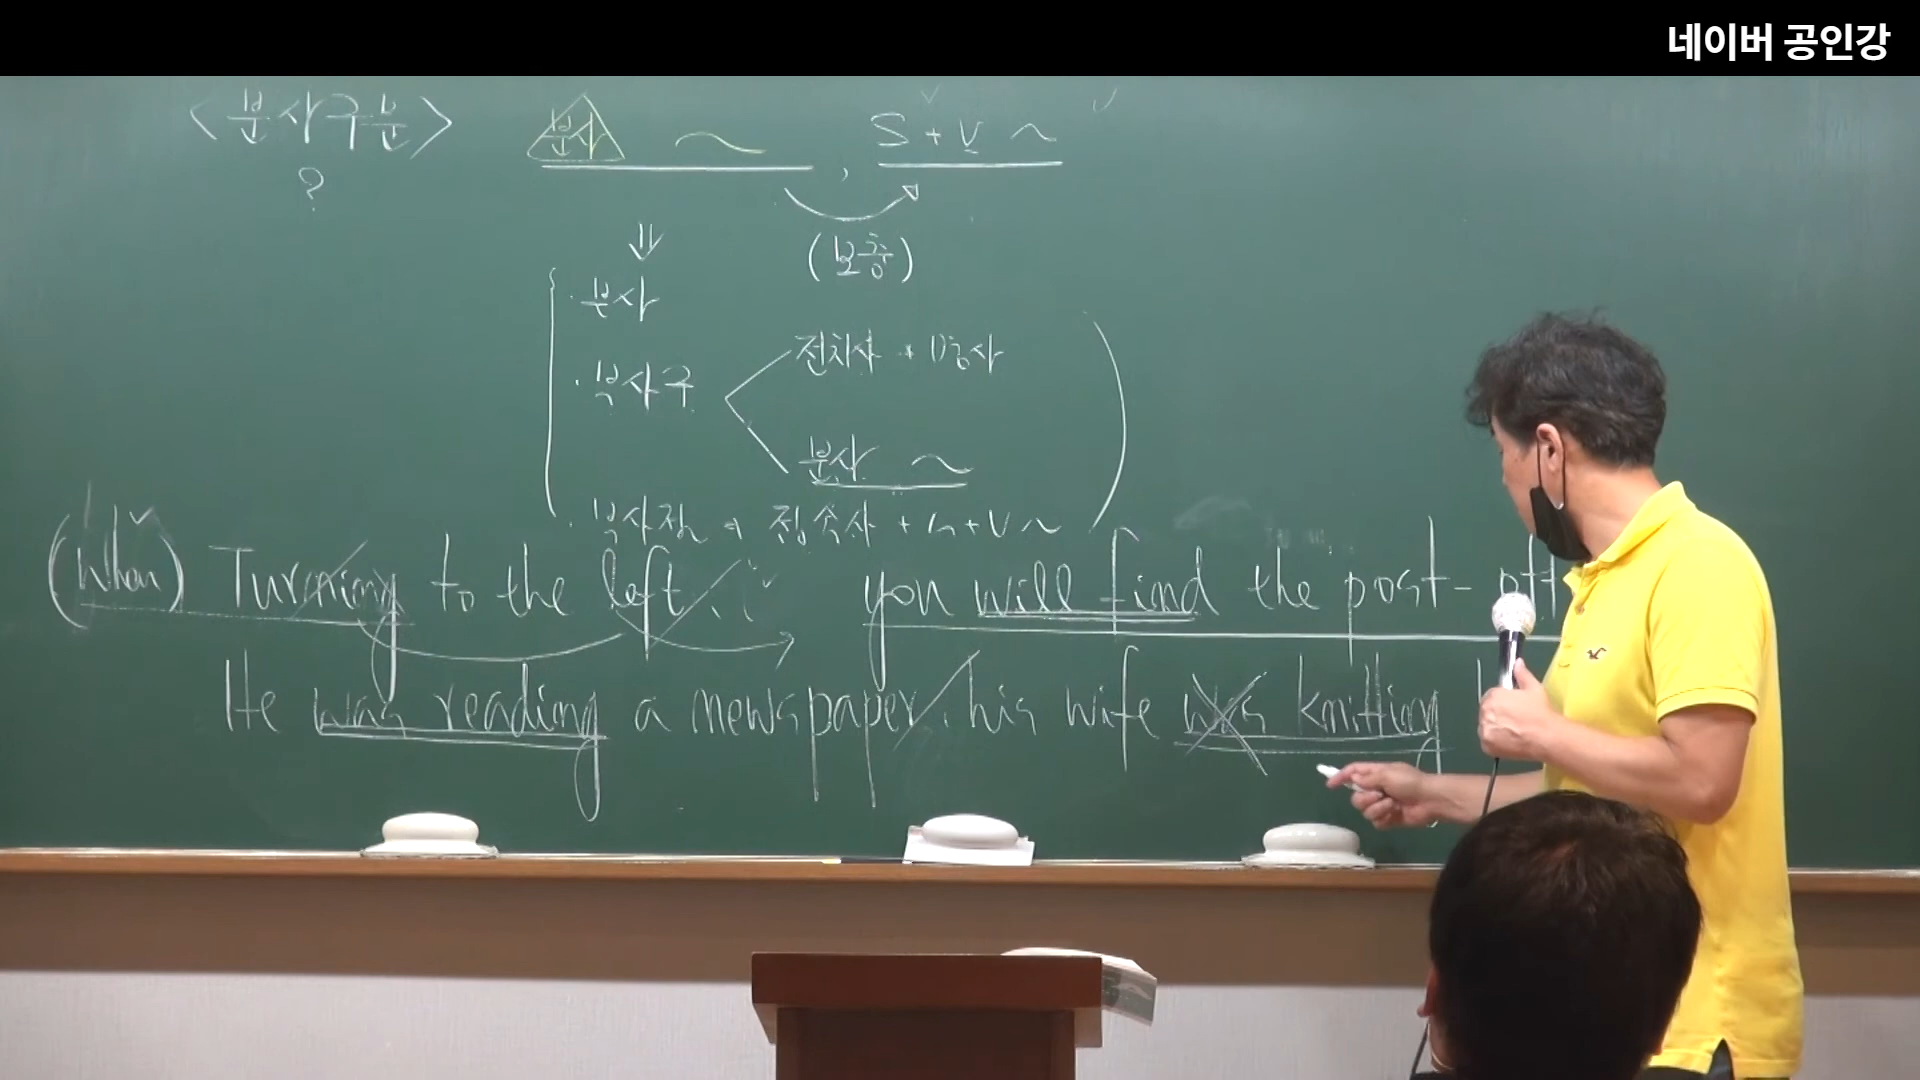 네이버 공인강
<분사구문> 분사 ~ , S + V ~
?
(보충)
· 분사
전치사 + 명사
· 부사구
분사 ~
· 부사절 → 접속사 + S + V ~
(When) Turning to the left, you will find the post-off
He was reading a newspaper, his wife was knitting